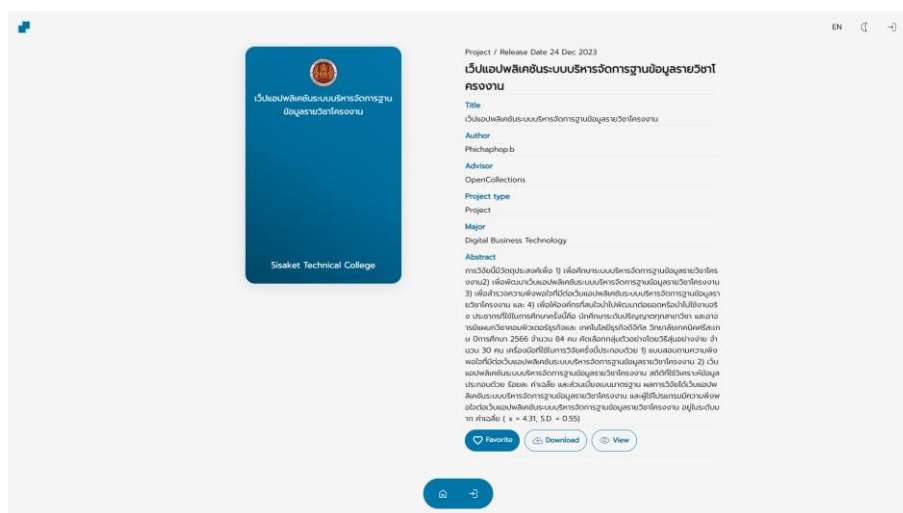 EN
เว็ปแอปพลิเคชันระบบบริหารจัดการฐาน
ข้อมูลรายวิชาโครงงาน
Sisaket Technical College
Project / Release Date 24 Dec 2023
เว็ปแอปพลิเคชันระบบบริหารจัดการฐานข้อมูลรายวิชาโ
ครงงาน
Title
เว็ปแอปพลิเคชันระบบบริหารจัดการฐานข้อมูลรายวิชาโครงงาน
Author
Phichaphop.b
Advisor
OpenCollections
Project type
Project
Major
Digital Business Technology
Abstract
การวิจัยนี้มีวัตถุประสงค์เพื่อ 1) เพื่อศึกษาระบบบริหารจัดการฐานข้อมูลรายวิชาโคร
งงาน2) เพื่อพัฒนาเว็บแอปพลิเคชันระบบบริหารจัดการฐานข้อมูลรายวิชาโครงงาน
3) เพื่อสำรวจความพึงพอใจที่มีต่อเว็บแอปพลิเคชันระบบบริหารจัดการฐานข้อมูลรา
ยวิชาโครงงาน และ 4) เพื่อให้องค์กรที่สนใจนำไปพัฒนาต่อยอดหรือนำไปใช้งานจริ
ง ประชากรที่ใช้ในการศึกษาครั้งนี้คือ นักศึกษาระดับปริญญาตรีทุกสาขาวิชา และอาจ
ารย์แผนกวิชาคอมพิวเตอร์ธุรกิจและ เทคโนโลยีธุรกิจดิจิทัล วิทยาลัยเทคนิคศรีสะเก
ษ ปีการศึกษา 2566 จำนวน 84 คน คัดเลือกกลุ่มตัวอย่างโดยวิธีสุ่มอย่างง่าย จำ
นวน 30 คน เครื่องมือที่ใช้ในการวิจัยครั้งนี้ประกอบด้วย 1) แบบสอบถามความพึง
พอใจที่มีต่อเว็บแอปพลิเคชันระบบบริหารจัดการฐานข้อมูลรายวิชาโครงงาน 2) เว็บ
แอปพลิเคชันระบบบริหารจัดการฐานข้อมูลรายวิชาโครงงาน สถิติที่ใช้วิเคราะห์ข้อมูล
ประกอบด้วย ร้อยละ ค่าเฉลี่ย และส่วนเบี่ยงเบนมาตรฐาน ผลการวิจัยได้เว็บแอปพ
ลิเคชันระบบบริหารจัดการฐานข้อมูลรายวิชาโครงงาน และผู้ใช้โปรแกรมมีความพึงพ
อใจต่อเว็บแอปพลิเคชันระบบบริหารจัดการฐานข้อมูลรายวิชาโครงงาน อยู่ในระดับม
าก ค่าเฉลี่ย ( x = 4.31, S.D. = 0.55)
Favorite
Download
View